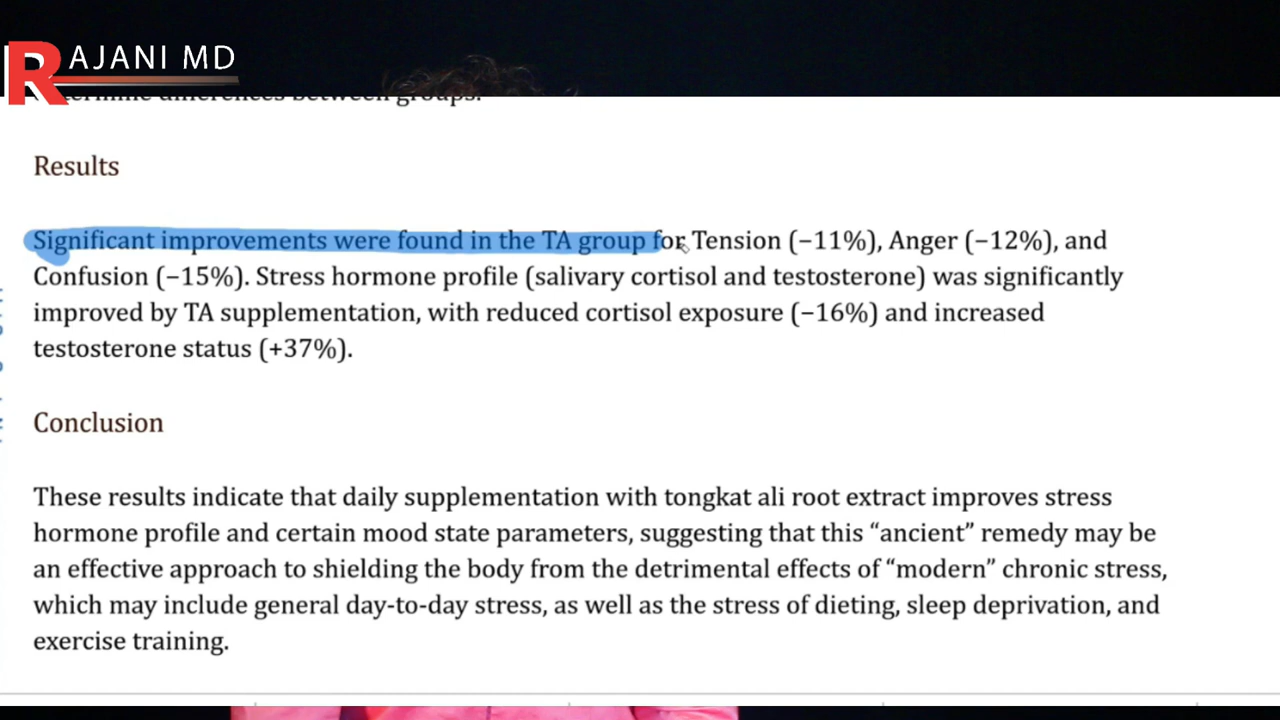 RAJANI MD
determine differences between groups.
Results
Significant improvements were found in the TA group for Tension (−11%), Anger (−12%), and
Confusion (−15%). Stress hormone profile (salivary cortisol and testosterone) was significantly
improved by TA supplementation, with reduced cortisol exposure (−16%) and increased
testosterone status (+37%).
Conclusion
These results indicate that daily supplementation with tongkat ali root extract improves stress
hormone profile and certain mood state parameters, suggesting that this “ancient” remedy may be
an effective approach to shielding the body from the detrimental effects of “modern” chronic stress,
which may include general day-to-day stress, as well as the stress of dieting, sleep deprivation, and
exercise training.